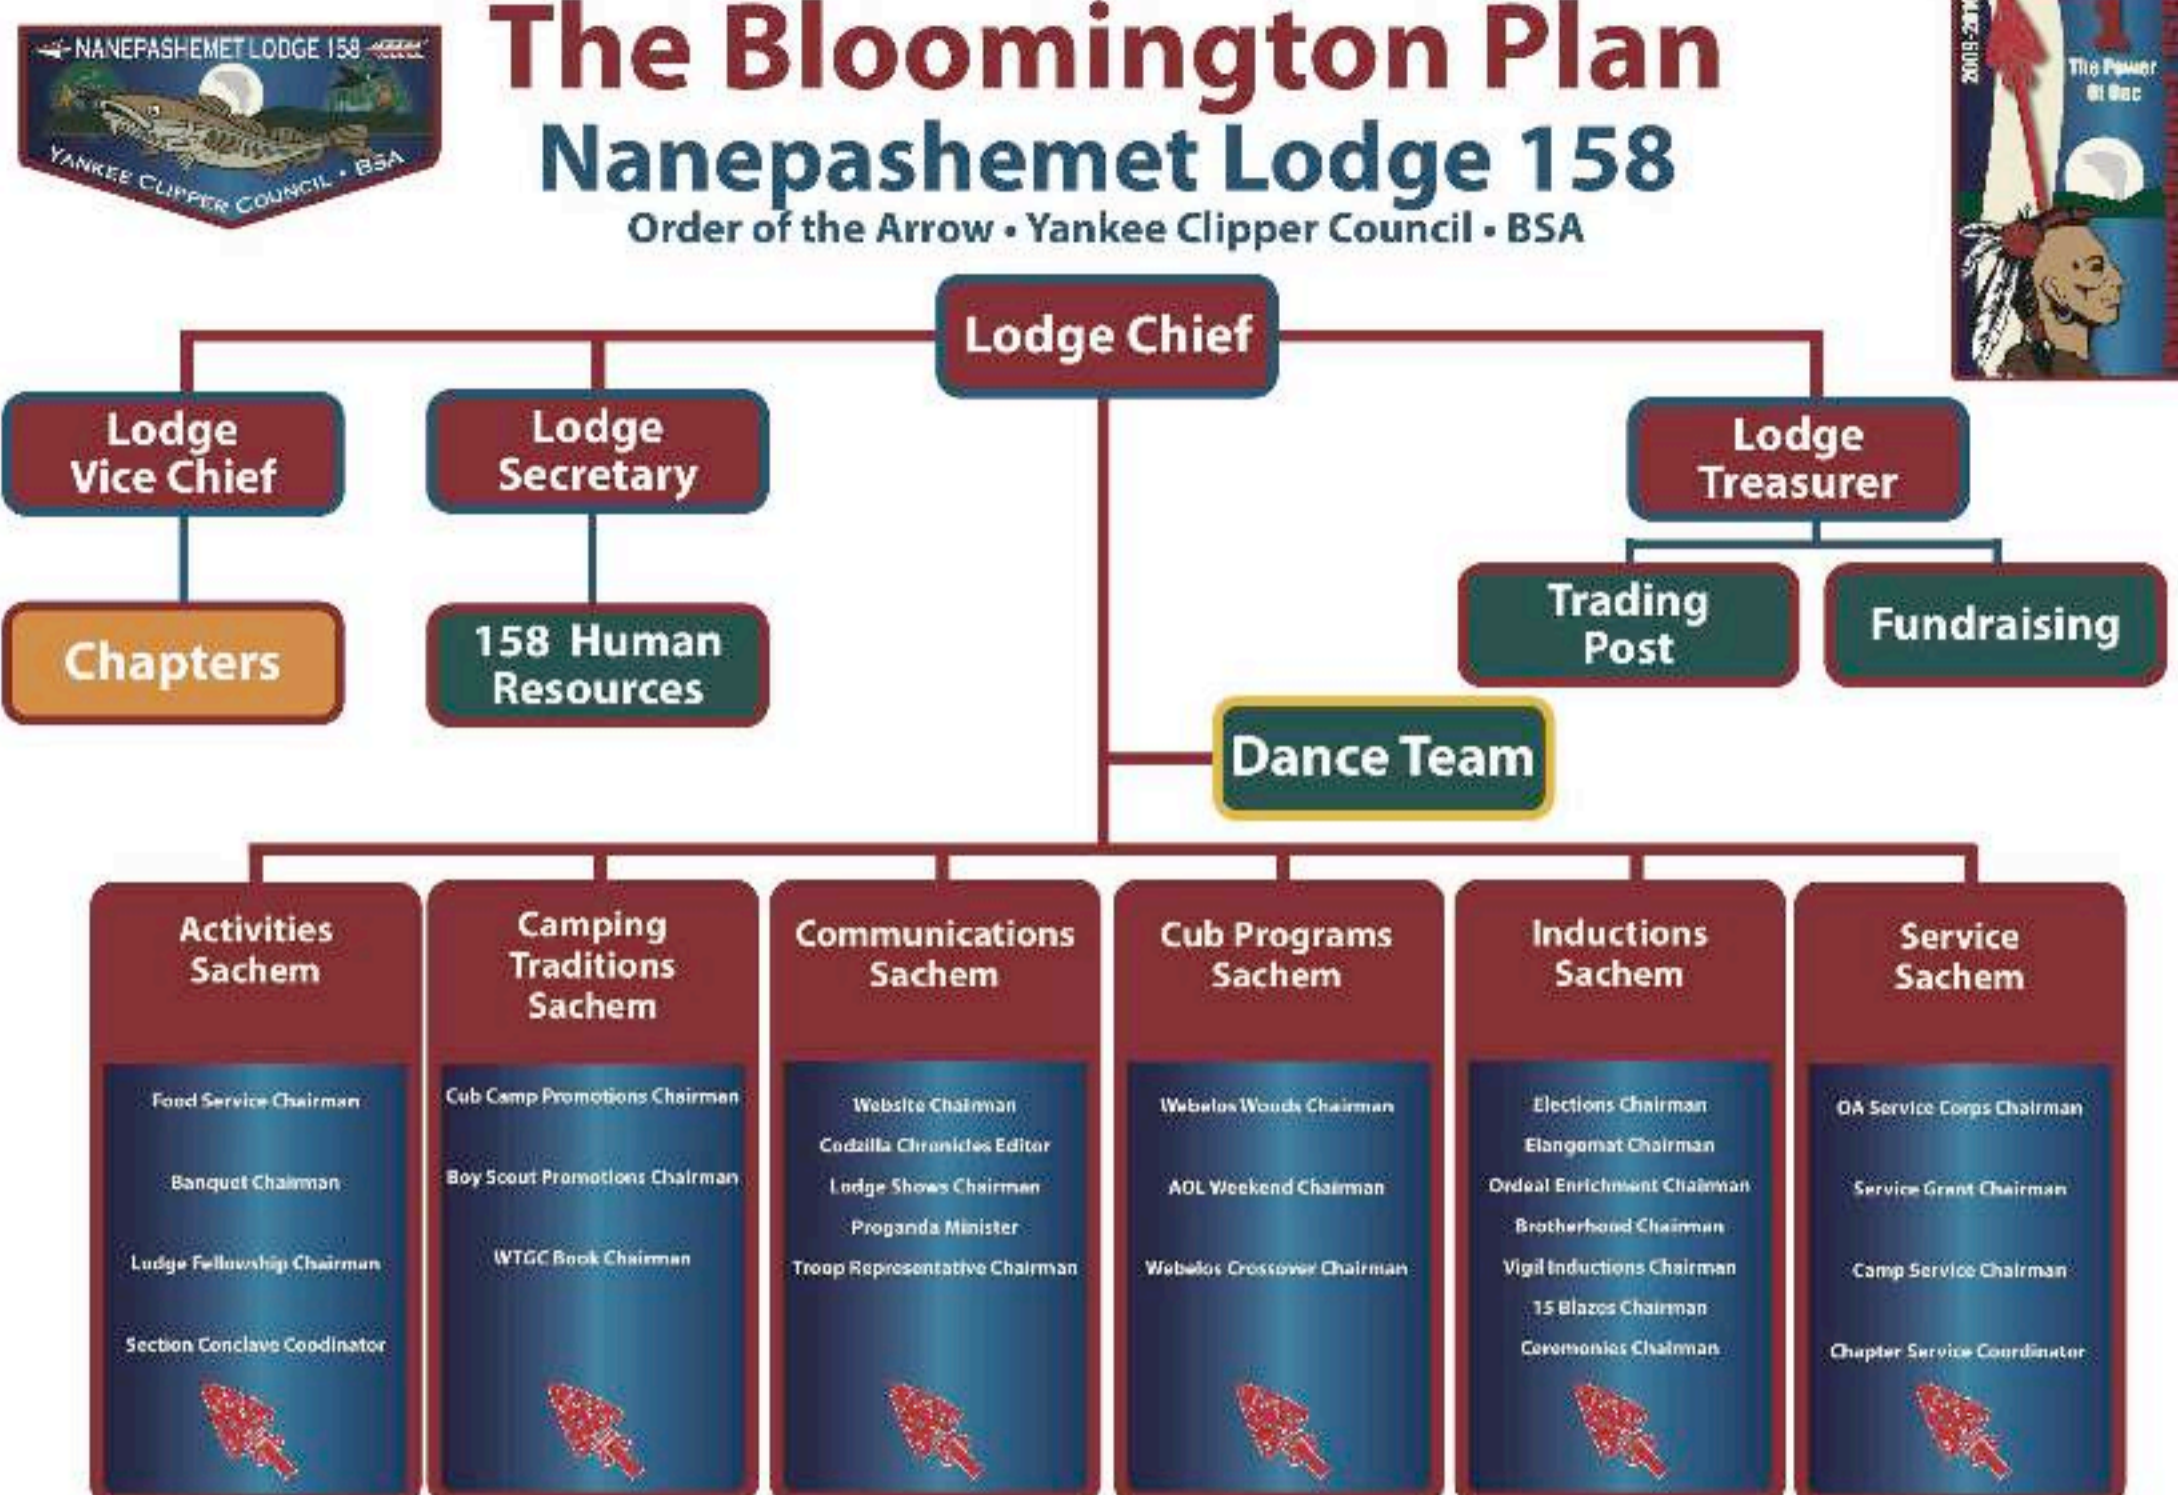 NANEPASHEMET LODGE 158
YANKEE CLIPPER COUNCIL • BSA
The Bloomington Plan
Nanepashemet Lodge 158
Order of the Arrow • Yankee Clipper Council • BSA
1
The Power
Of One
Lodge Chief
Lodge
Vice Chief
Lodge
Secretary
Lodge
Treasurer
Chapters
158 Human
Resources
Trading
Post
Fundraising
Dance Team
Activities
Sachem
Food Service Chairman
Banquet Chairman
Lodge Fellowship Chairman
Section Conclave Coodinator
Camping
Traditions
Sachem
Cub Camp Promotions Chairman
Boy Scout Promotions Chairman
WTGC Book Chairman
Communications
Sachem
Website Chairman
Codzilla Chronicles Editor
Lodge Shows Chairman
Proganda Minister
Troop Representative Chairman
Cub Programs
Sachem
Webelos Woods Chairman
AOL Weekend Chairman
Webelos Crossover Chairman
Inductions
Sachem
Elections Chairman
Elangomat Chairman
Ordeal Enrichment Chairman
Brotherhood Chairman
Vigil Inductions Chairman
15 Blazes Chairman
Ceremonies Chairman
Service
Sachem
OA Service Corps Chairman
Service Grant Chairman
Camp Service Chairman
Chapter Service Coordinator